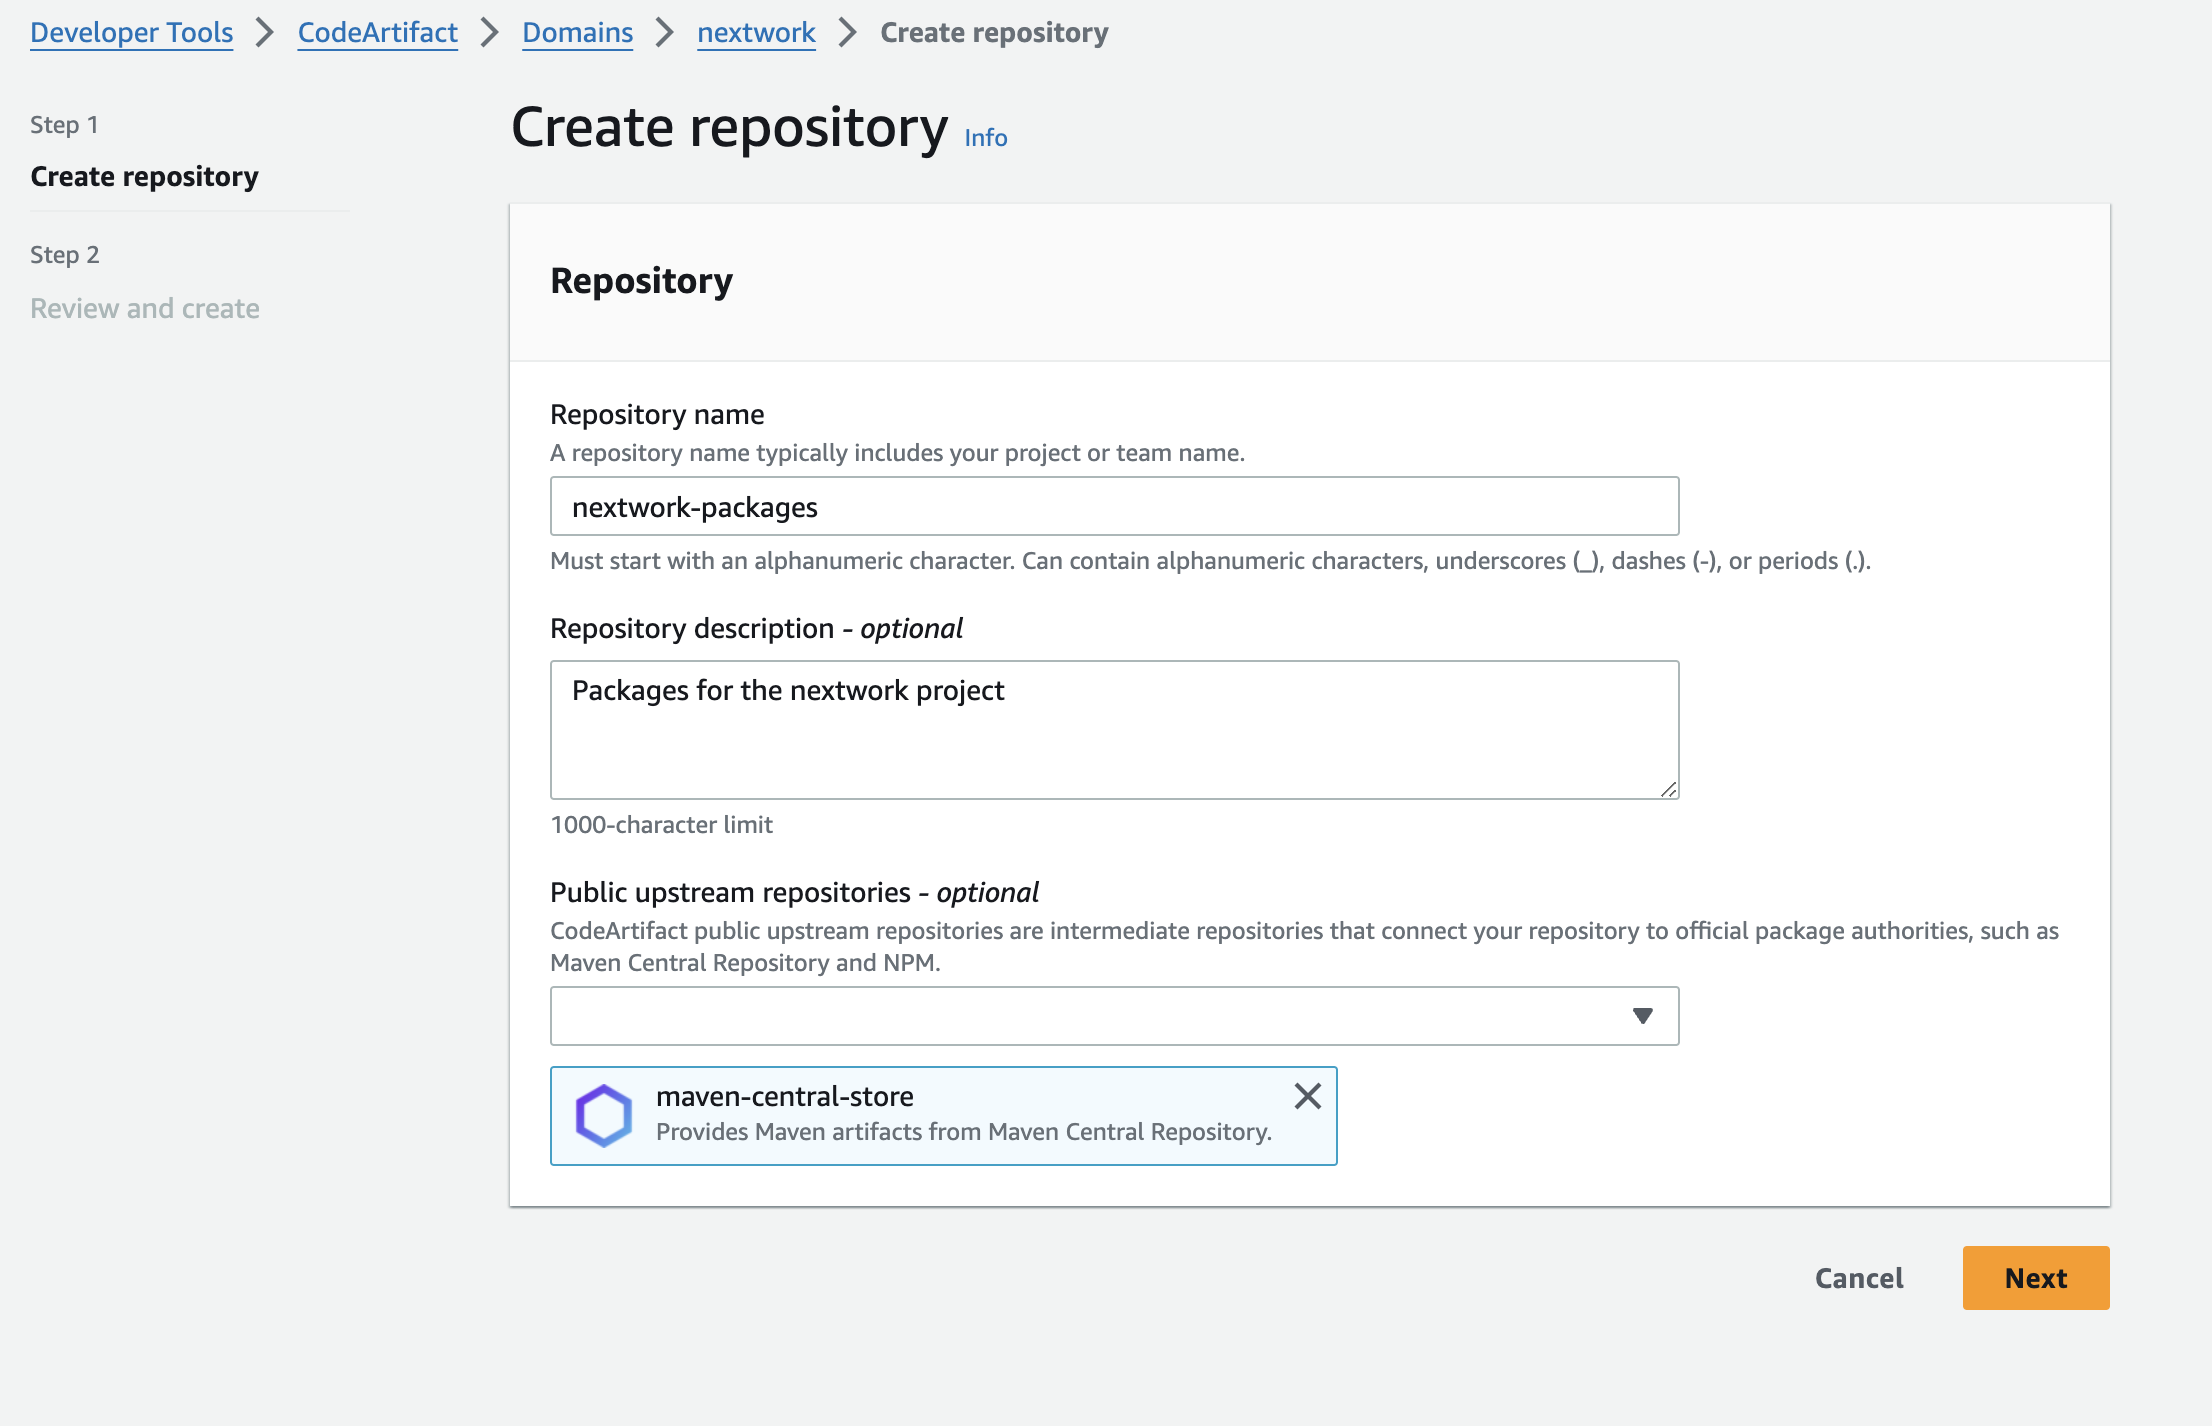 Developer Tools > CodeArtifact > Domains > nextwork > Create repository
Step 1
Create repository
Step 2
Review and create
Create repository Info
Repository
Repository name
A repository name typically includes your project or team name.
nextwork-packages
Must start with an alphanumeric character. Can contain alphanumeric characters, underscores (_), dashes (-), or periods (.).
Repository description - optional
Packages for the nextwork project
1000-character limit
Public upstream repositories - optional
CodeArtifact public upstream repositories are intermediate repositories that connect your repository to official package authorities, such as
Maven Central Repository and NPM.
maven-central-store
Provides Maven artifacts from Maven Central Repository.
Cancel
Next